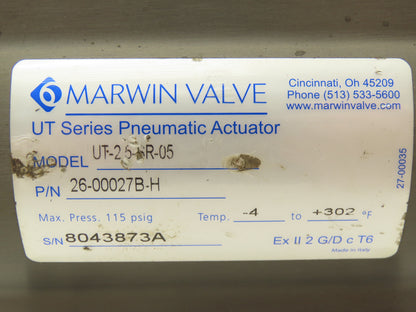 MARWIN VALVE
Cincinnati, Oh 45209
Phone (513) 533-5600
www.marwinvalve.com
UT Series Pneumatic Actuator
MODEL
P/N 26-00027B-H
Max. Press. 115 psig Temp. -4 to +302 °F
S/N 8043873A Ex II 2 G/D c T6
Made in Italy
27-00035